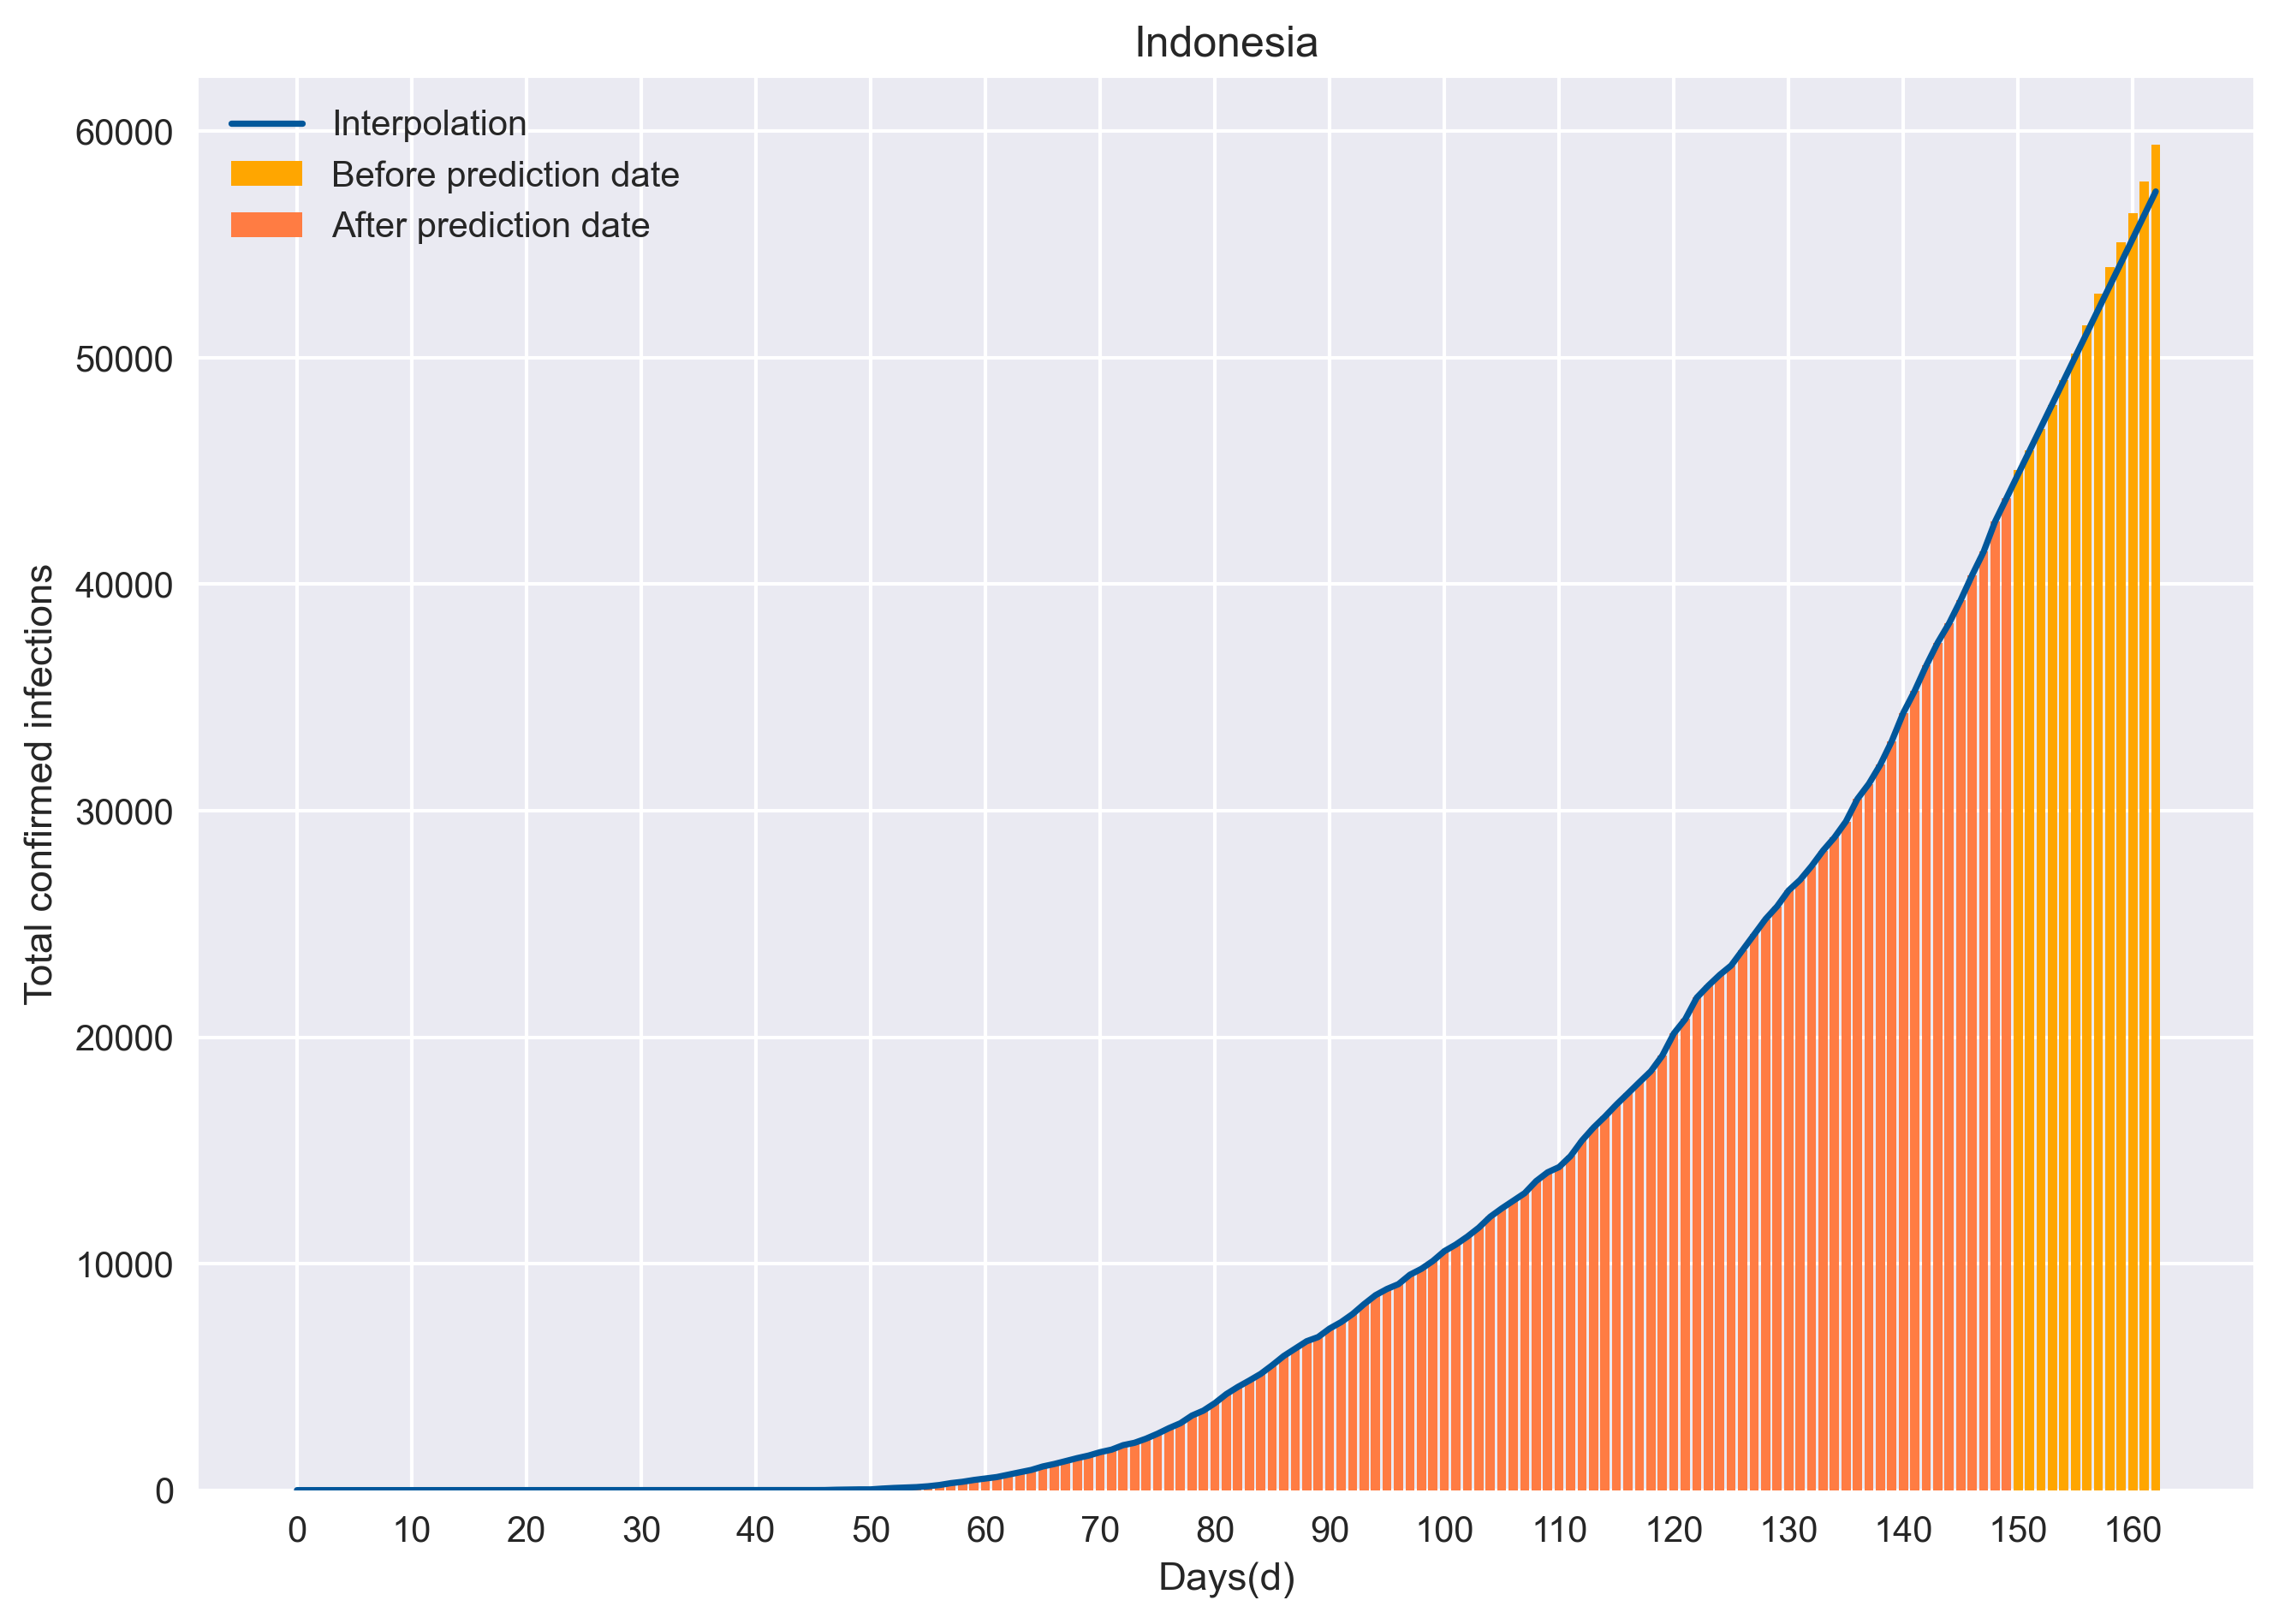 Indonesia
Interpolation
Before prediction date
After prediction date
60000
50000
40000
30000
20000
10000
0
Total confirmed infections
0 10 20 30 40 50 60 70 80 90 100 110 120 130 140 150 160
Days(d)